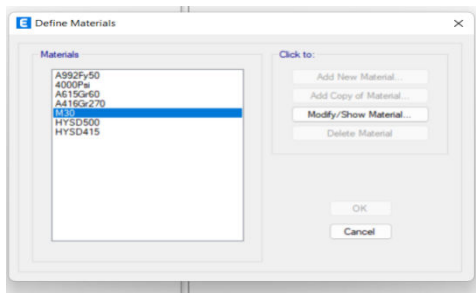 E Define Materials
Materials
A992Fy50
4000Psi
A615Gr60
A416Gr270
M30
HYSD500
HYSD415
Click to:
Add New Material...
Add Copy of Material...
Modify/Show Material...
Delete Material
OK
Cancel